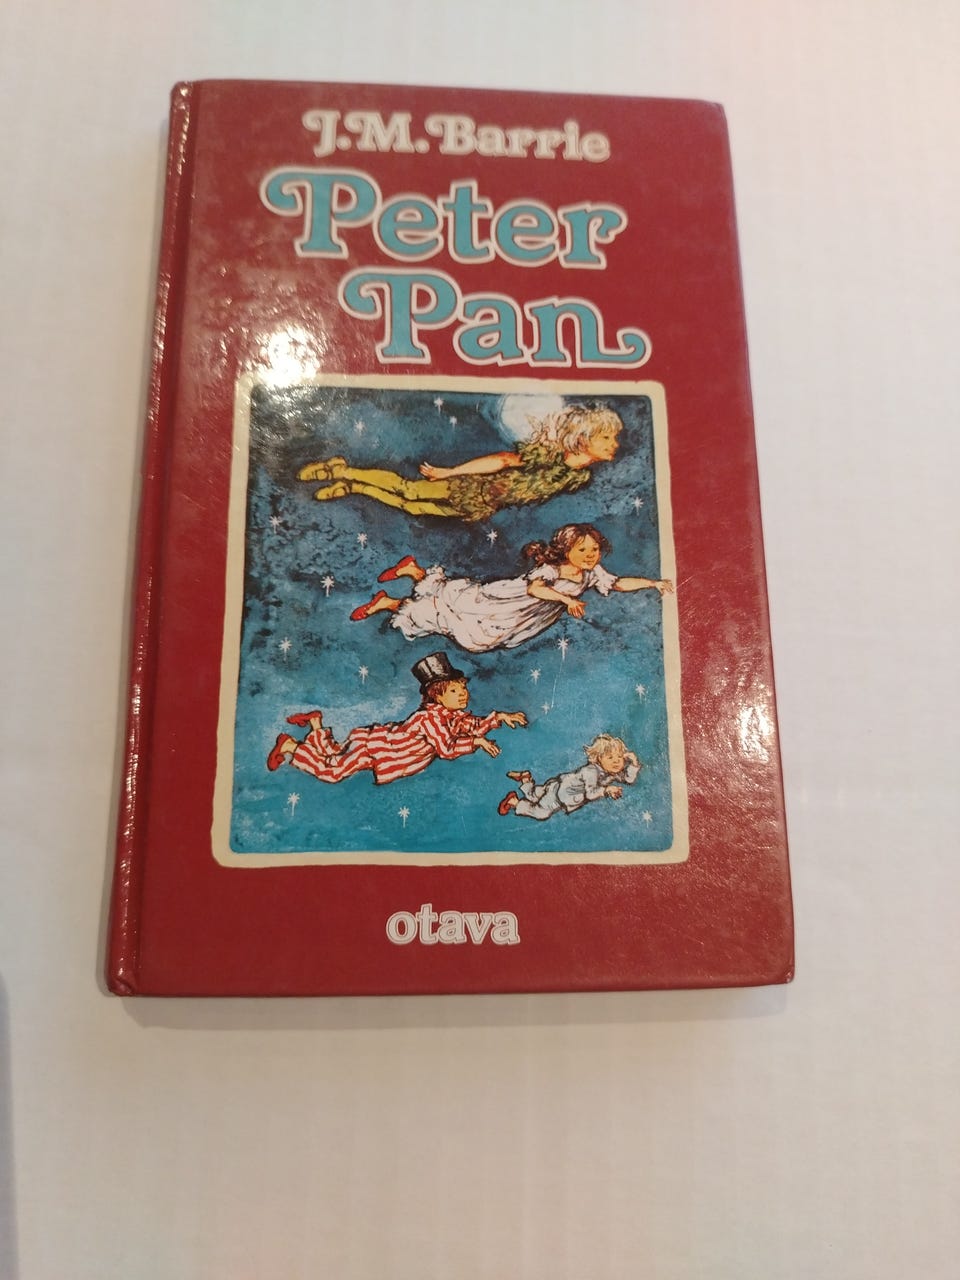 J.M. Barrie
Peter
Pan
otava